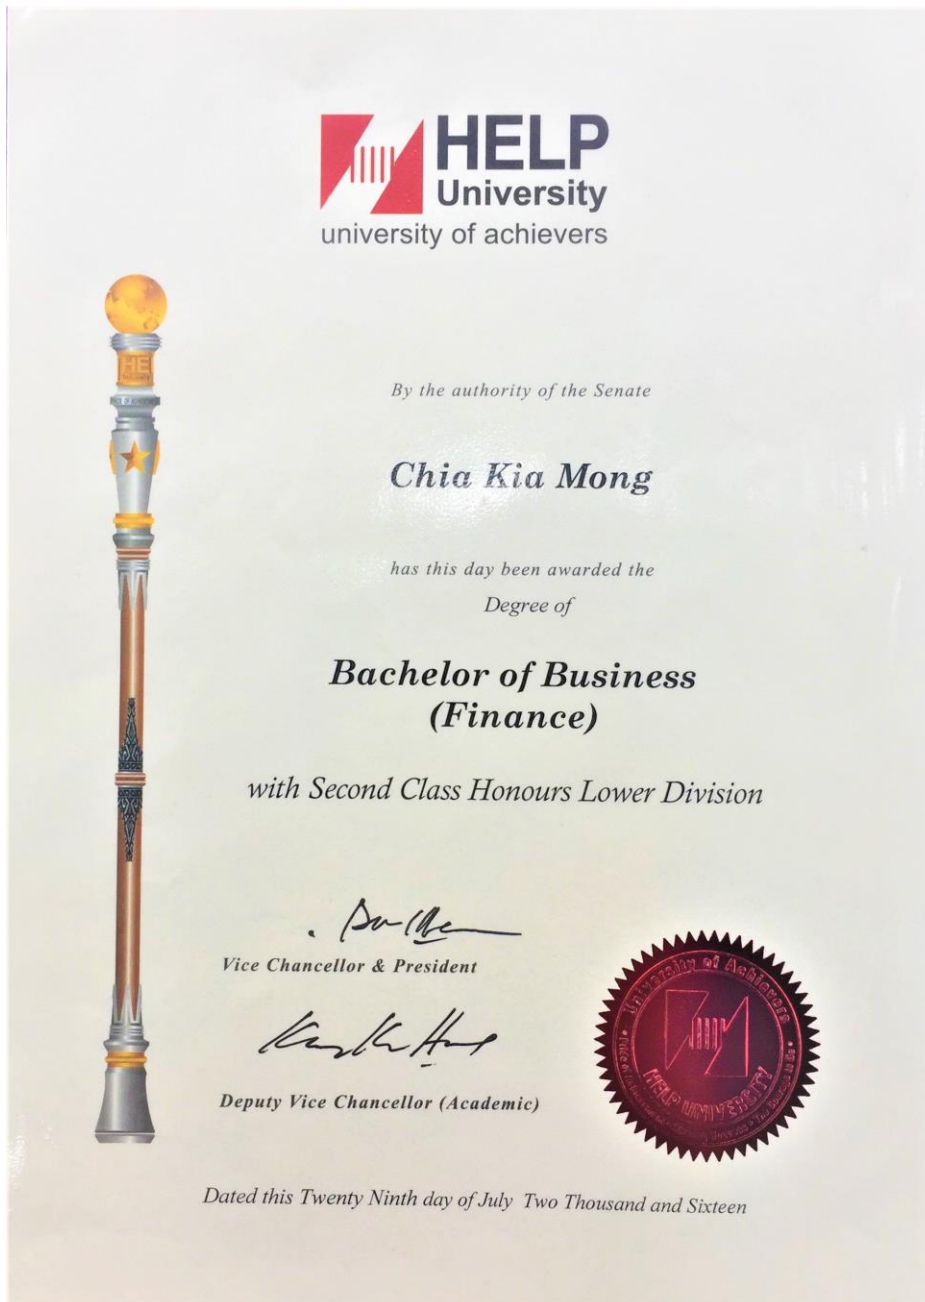 HELP
University
university of achievers
HE
By the authority of the Senate
Chia Kia Mong
has this day been awarded the
Degree of
Bachelor of Business
(Finance)
with Second Class Honours Lower Division
Vice Chancellor & President
Deputy Vice Chancellor (Academic)
University of Achievers
HELP UNIVERSITY
Dated this Twenty Ninth day of July Two Thousand and Sixteen